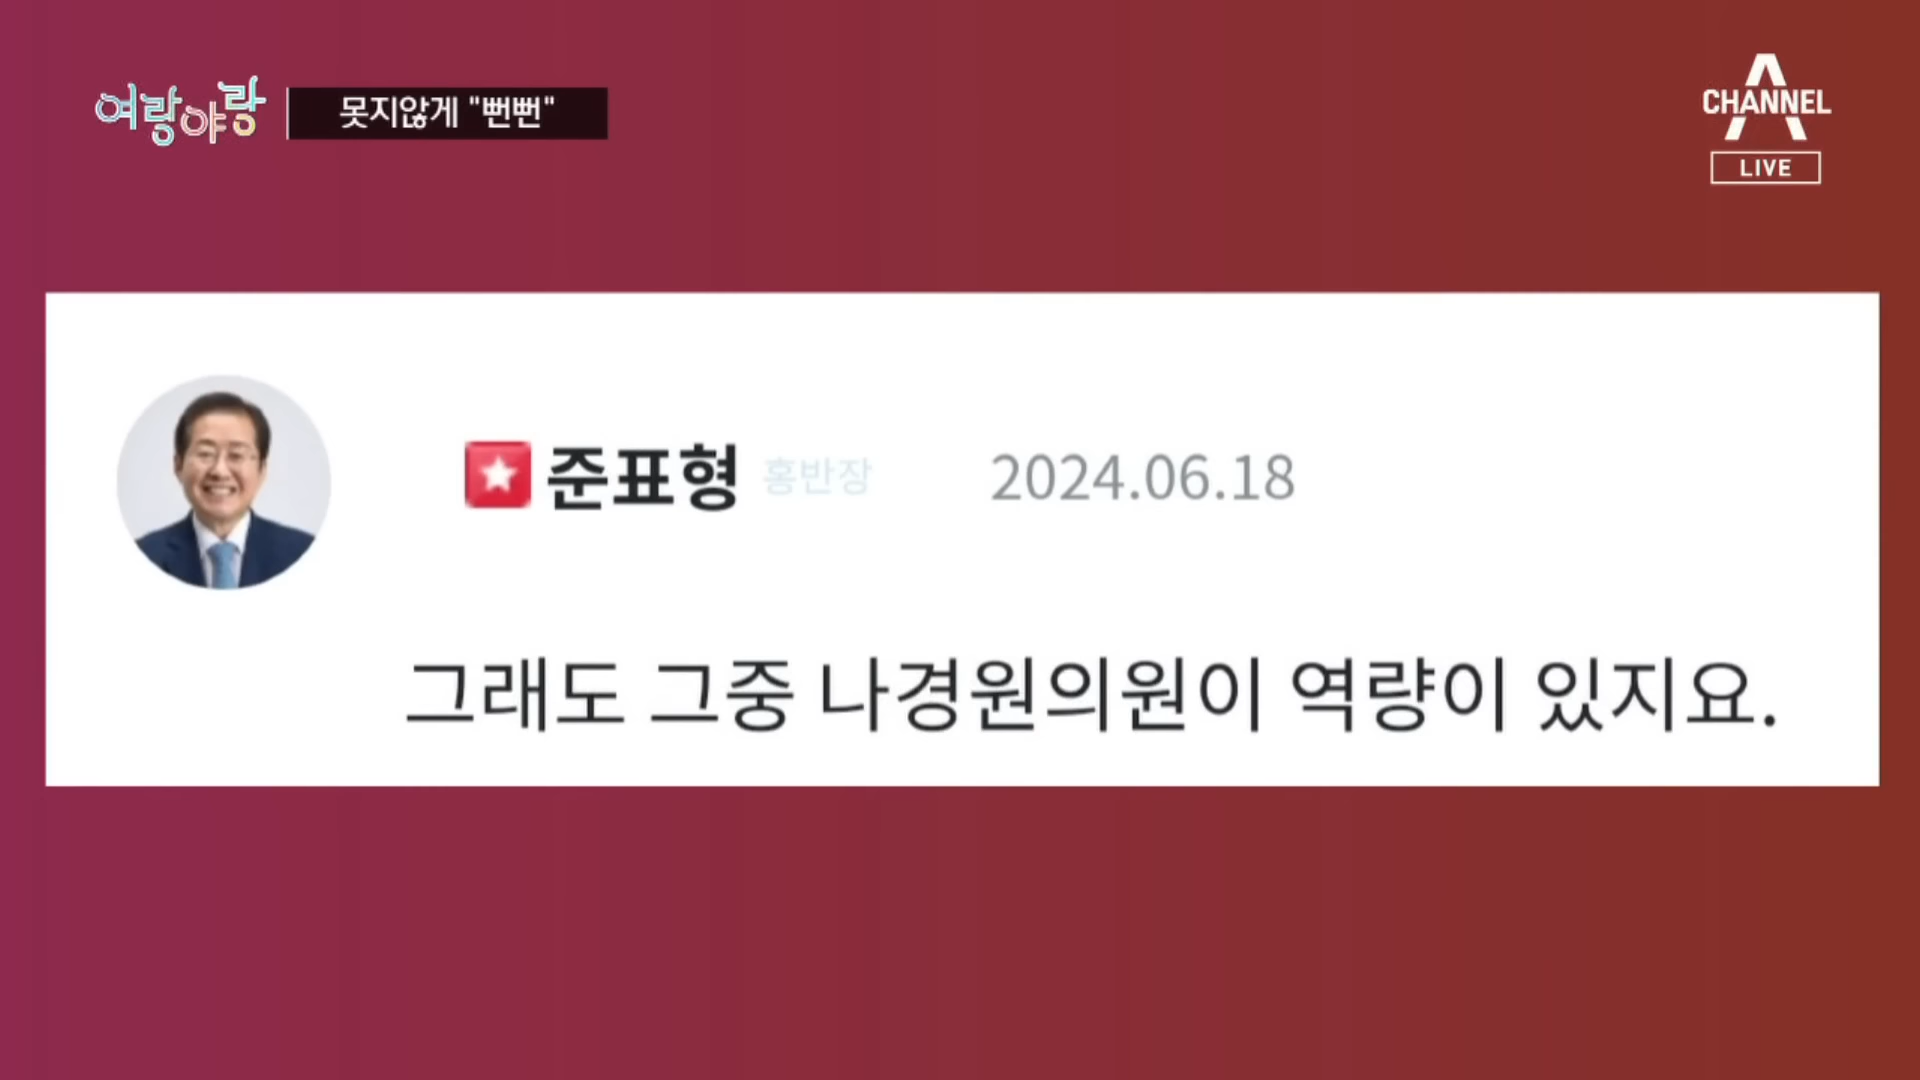 여랑야랑
못지않게 "뻔뻔"
CHANNEL A
LIVE
준표형 홍반장 2024.06.18
그래도 그중 나경원의원이 역량이 있지요.